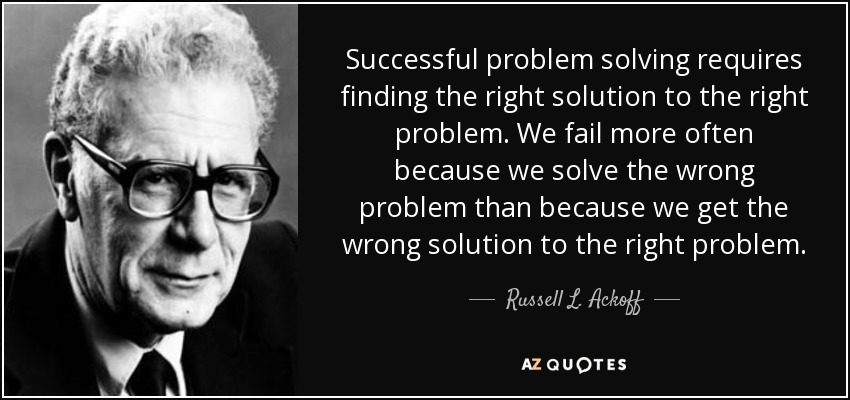 Successful problem solving requires
finding the right solution to the right
problem. We fail more often
because we solve the wrong
problem than because we get the
wrong solution to the right problem.
Russell L. Ackoff
AZ QUOTES